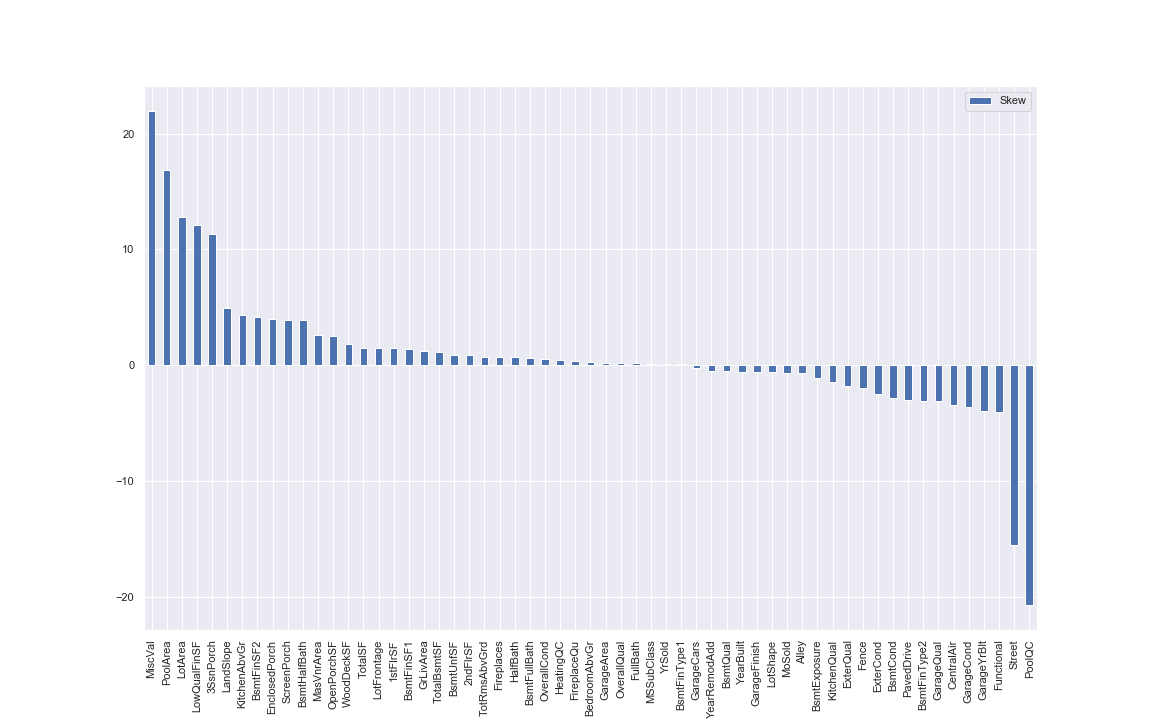 Skew
20
10
0
−10
−20
MiscVal
PoolArea
LotArea
LowQualFinSF
3SsnPorch
LandSlope
KitchenAbvGr
BsmtFinSF2
EnclosedPorch
ScreenPorch
BsmtHalfBath
MasVnrArea
OpenPorchSF
WoodDeckSF
TotalSF
LotFrontage
1stFlrSF
BsmtFinSF1
GrLivArea
TotalBsmtSF
BsmtUnfSF
2ndFlrSF
TotRmsAbvGrd
Fireplaces
HalfBath
BsmtFullBath
OverallCond
HeatingQC
FireplaceQu
BedroomAbvGr
GarageArea
OverallQual
FullBath
MSSubClass
YrSold
BsmtFinType1
GarageCars
YearRemodAdd
BsmtQual
YearBuilt
GarageFinish
LotShape
MoSold
Alley
BsmtExposure
KitchenQual
ExterQual
Fence
ExterCond
BsmtCond
PavedDrive
BsmtFinType2
GarageQual
CentralAir
GarageCond
GarageYrBlt
Functional
Street
PoolQC